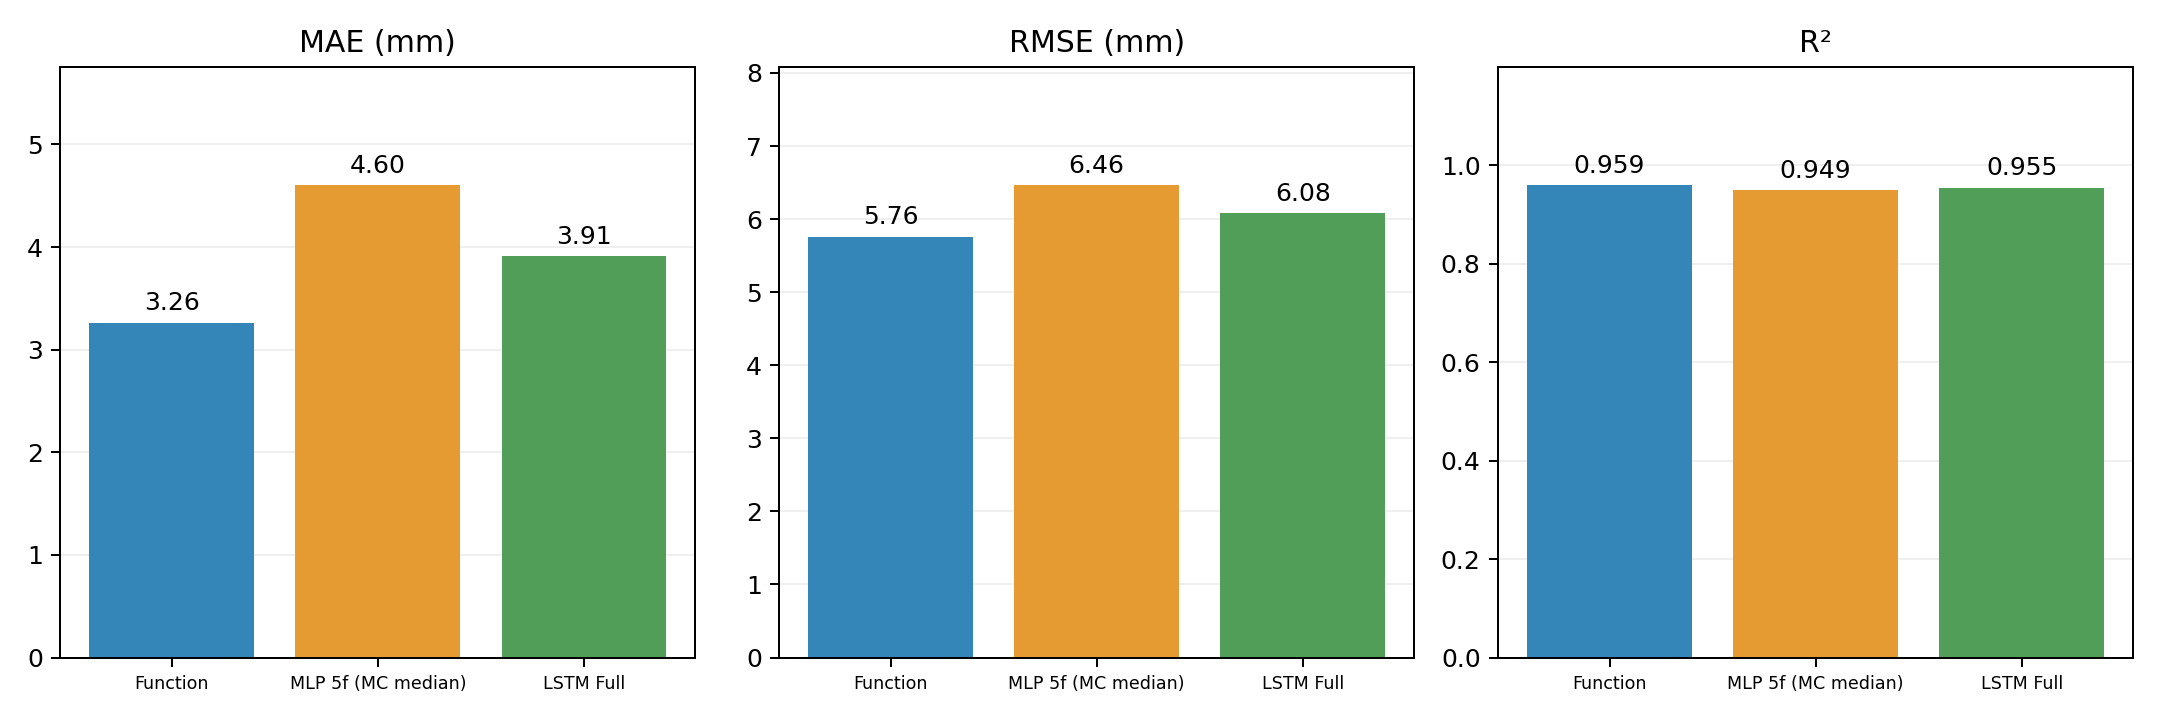 MAE (mm)
5
4
3
2
1
0
3.26
4.60
3.91
Function
MLP 5f (MC median)
LSTM Full
RMSE (mm)
8
7
6
5
4
3
2
1
0
5.76
6.46
6.08
Function
MLP 5f (MC median)
LSTM Full
R²
1.0
0.8
0.6
0.4
0.2
0.0
0.959
0.949
0.955
Function
MLP 5f (MC median)
LSTM Full